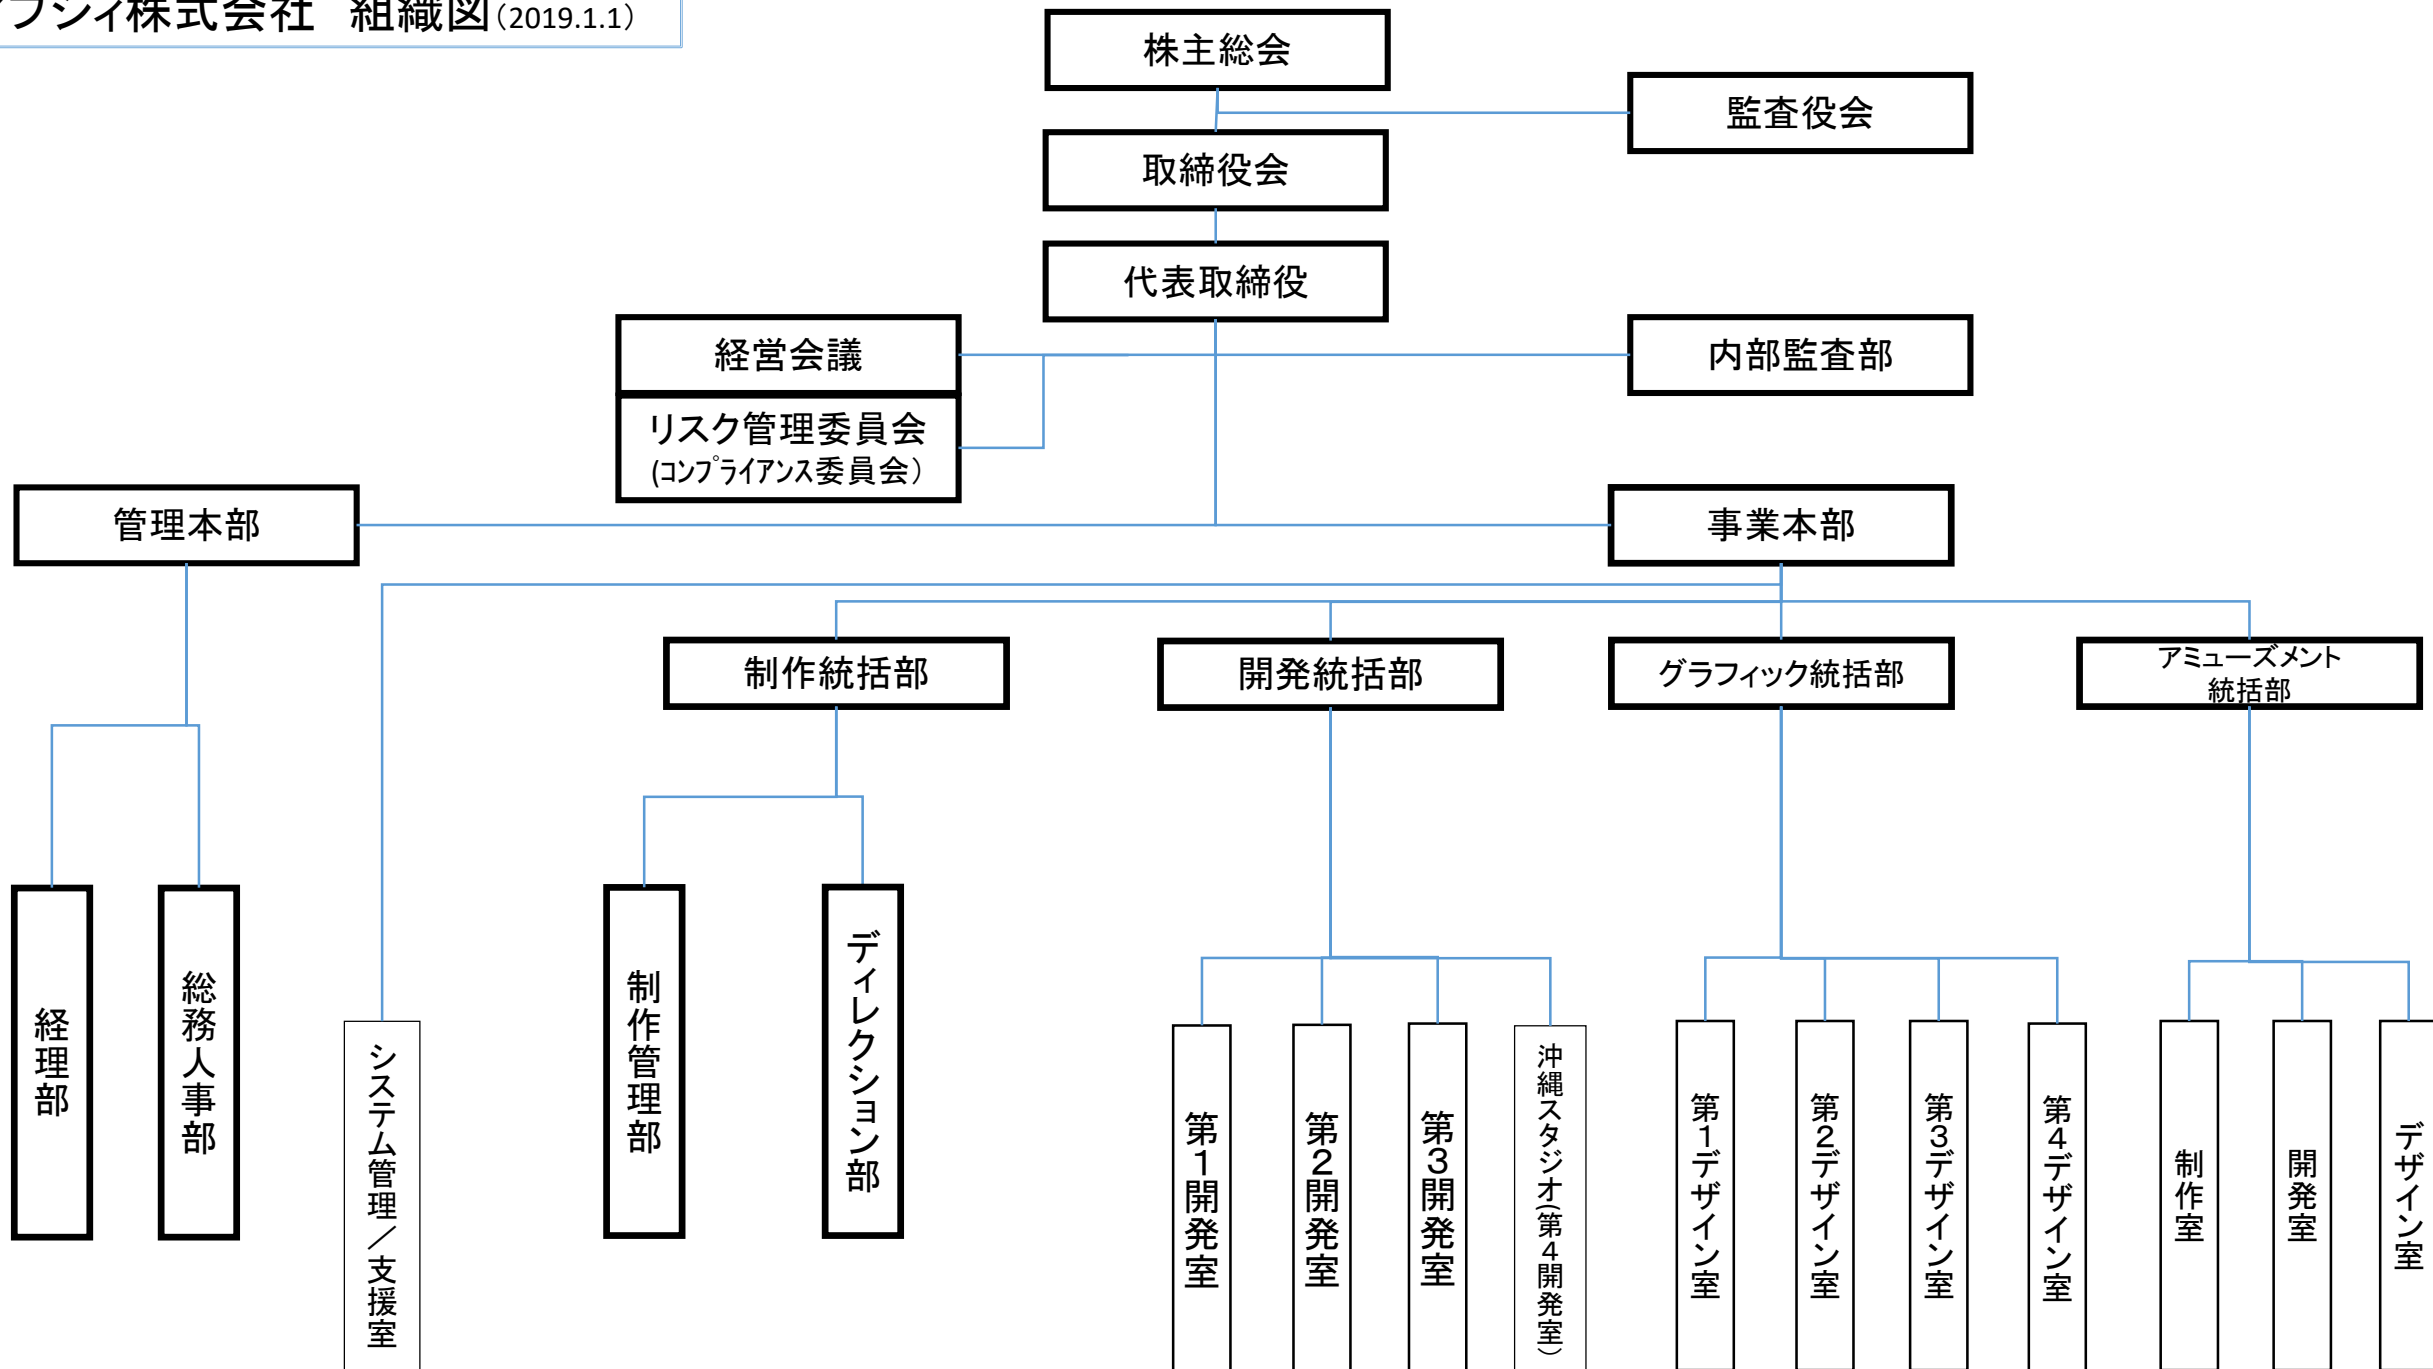 プシィ株式会社　組織図（2019.1.1）
株主総会
監査役会
取締役会
代表取締役
経営会議
内部監査部
リスク管理委員会
(ｺﾝﾌﾟﾗｲｱﾝｽ委員会）
管理本部
事業本部
制作統括部
開発統括部
グラフィック統括部
アミューズメント
統括部
経理部
総務人事部
システム管理／支援室
制作管理部
ディレクション部
第１開発室
第２開発室
第３開発室
沖縄スタジオ(第４開発室）
第１デザイン室
第２デザイン室
第３デザイン室
第４デザイン室
制作室
開発室
デザイン室